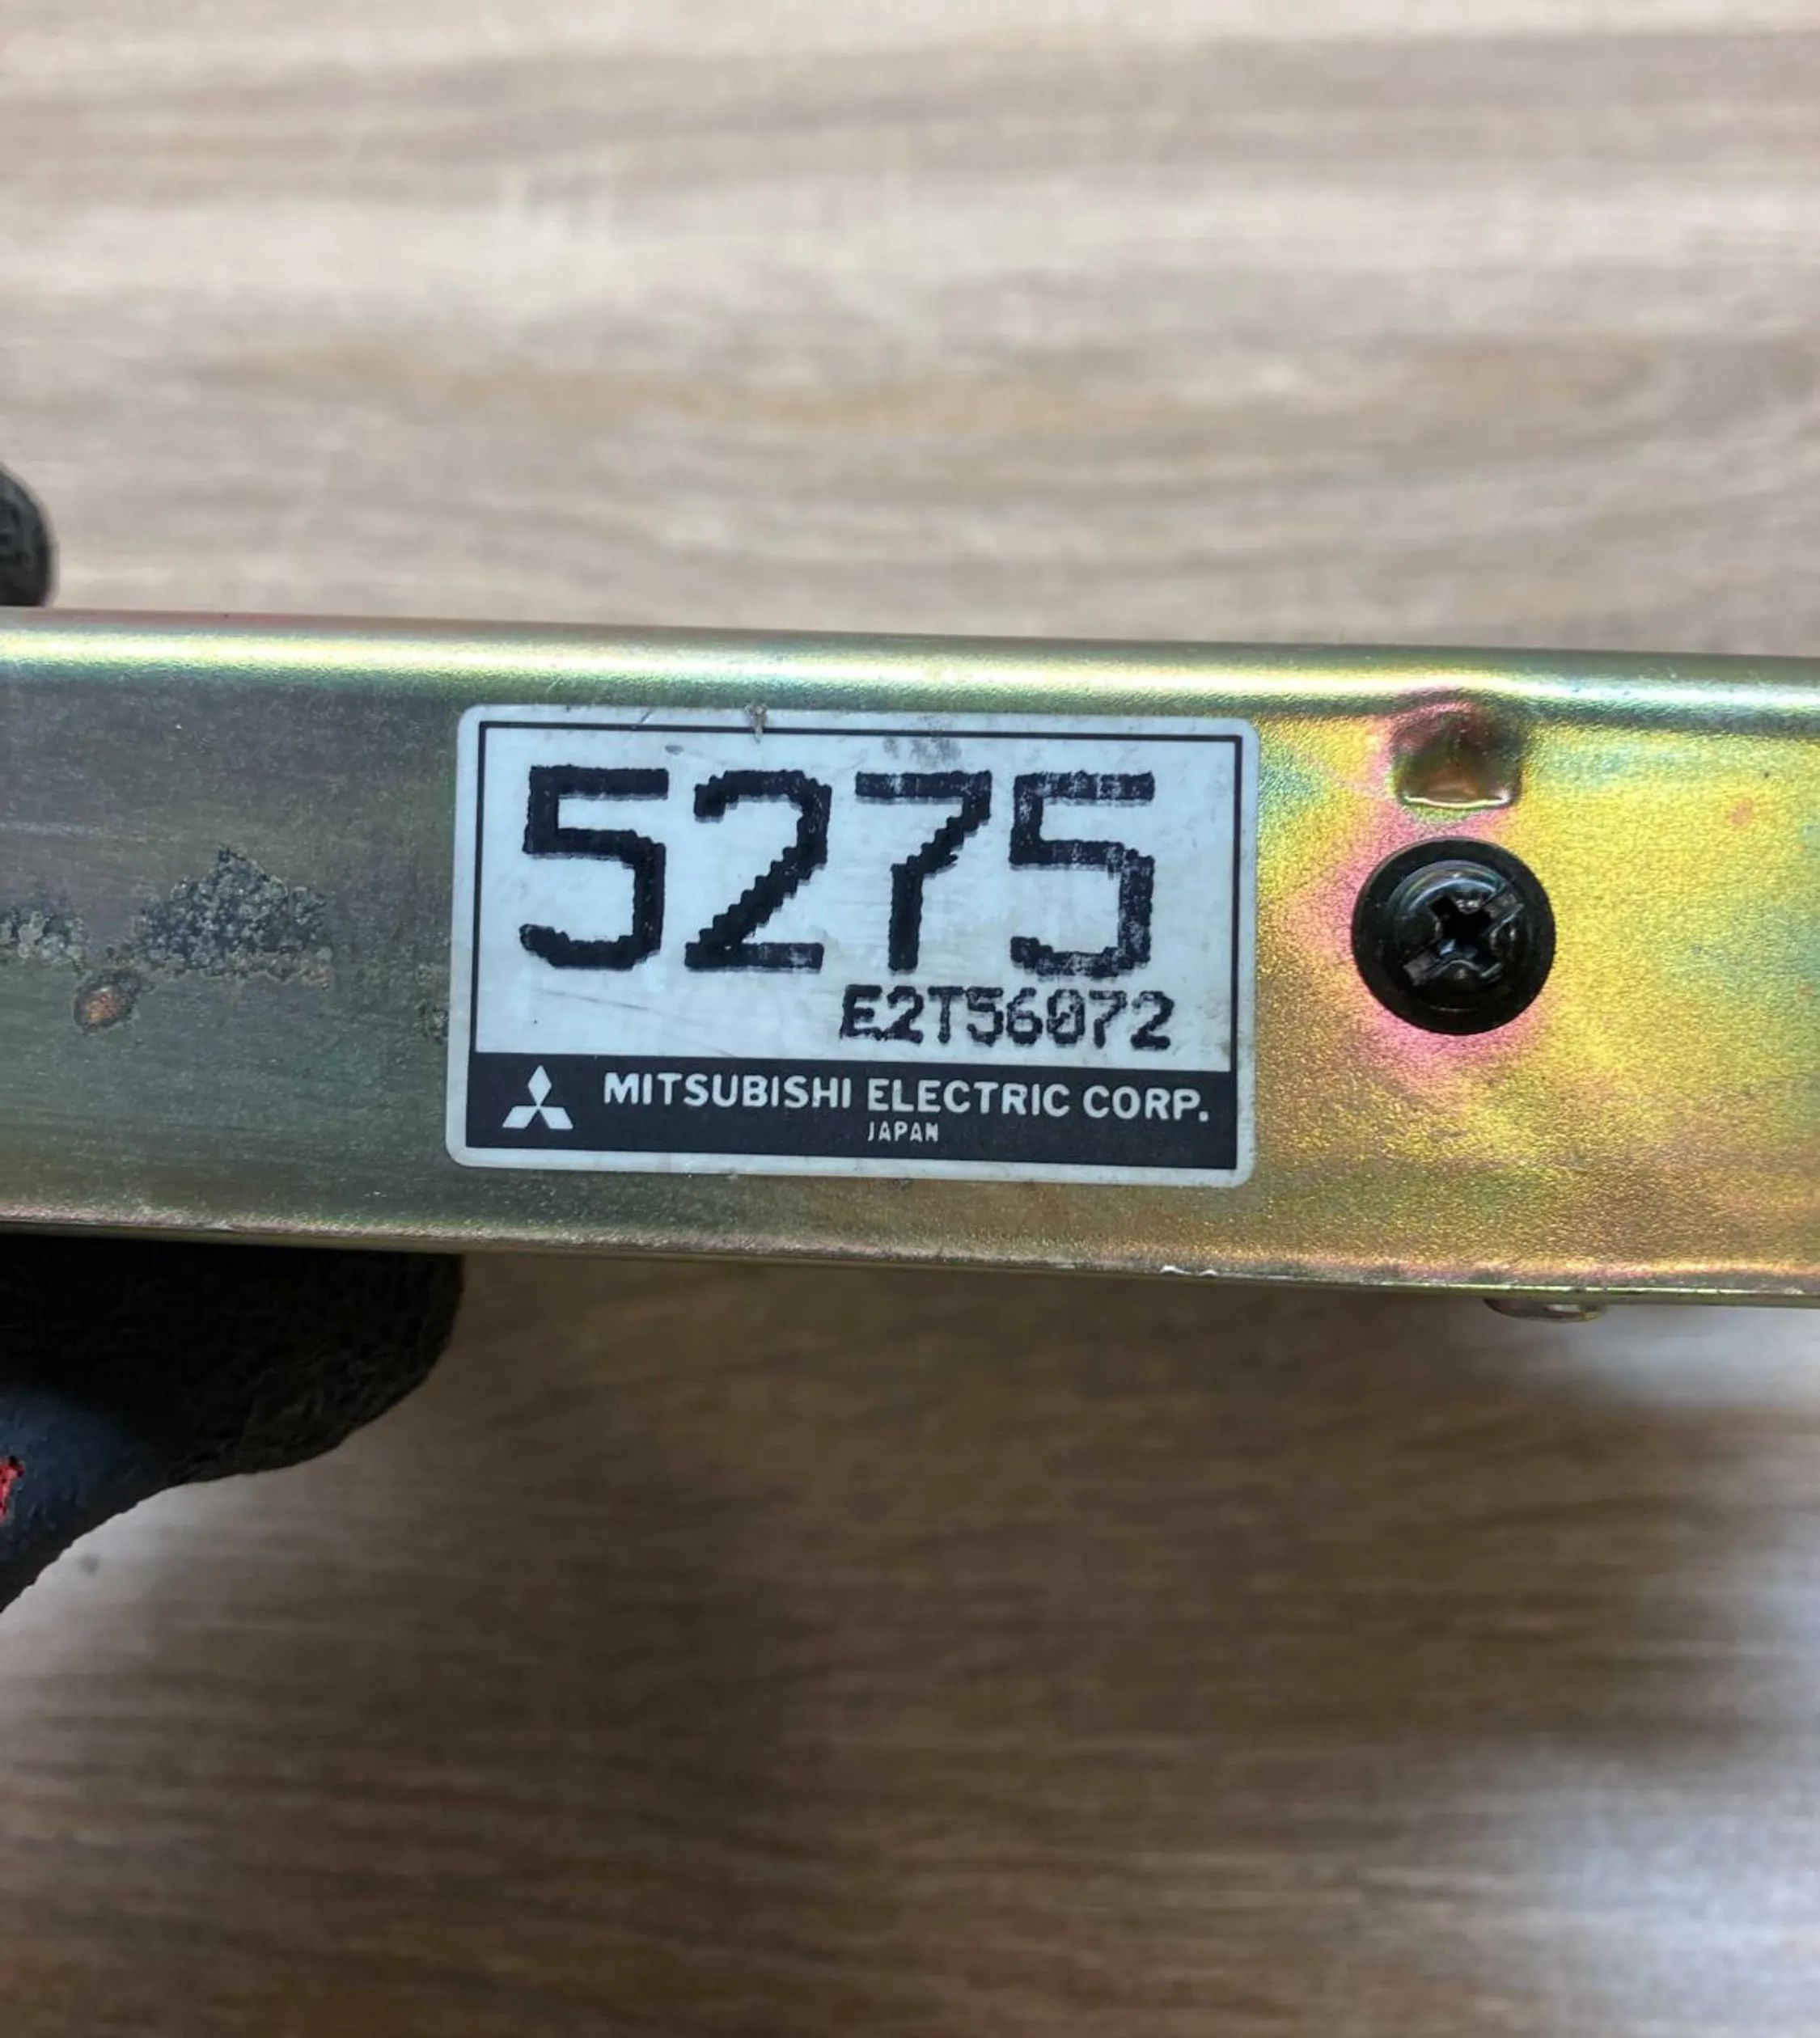 5275
E2T56072
MITSUBISHI ELECTRIC CORP.
JAPAN